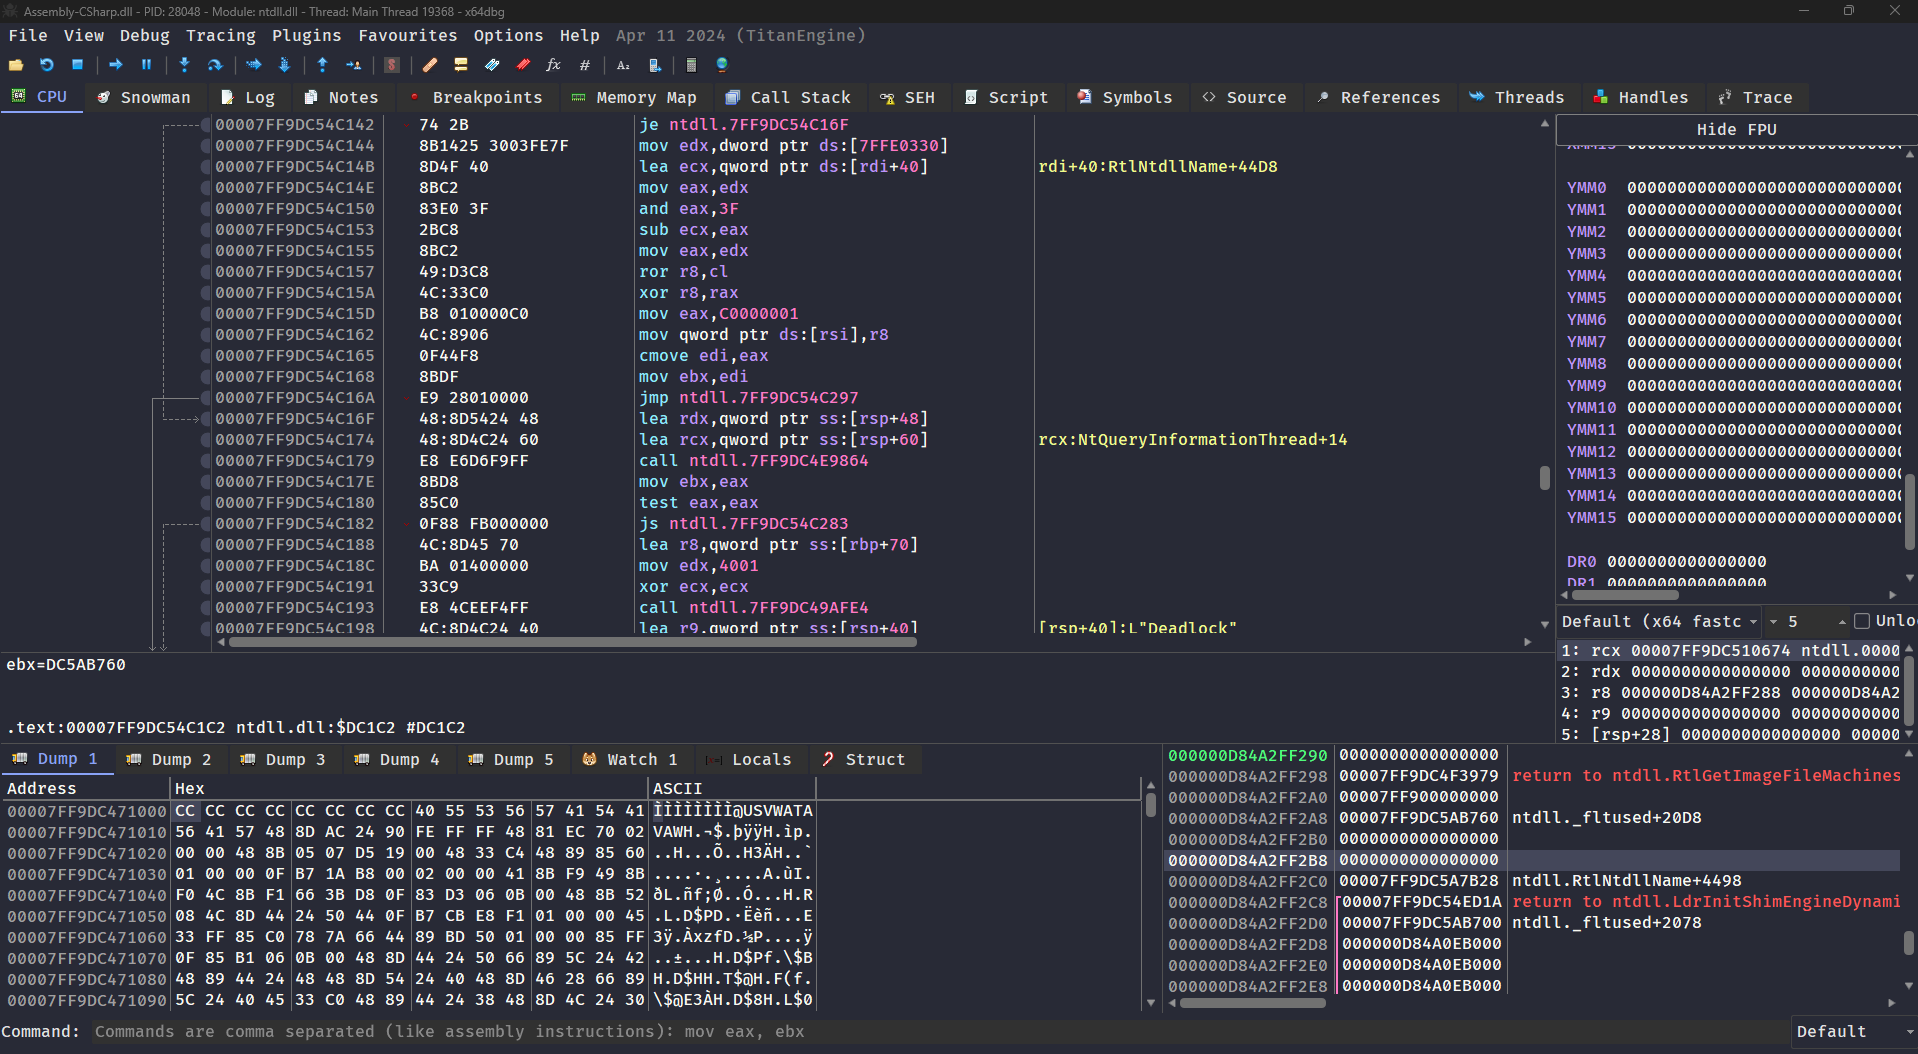 Assembly-CSharp.dll - PID: 28048 - Module: ntdll.dll - Thread: Main Thread 19368 - x64dbg
File View Debug Tracing Plugins Favourites Options Help Apr 11 2024 (TitanEngine)
CPU Snowman Log Notes Breakpoints Memory Map Call Stack SEH Script Symbols Source References Threads Handles Trace
00007FF9DC54C142 74 2B je ntdll.7FF9DC54C16F
00007FF9DC54C144 8B1425 3003FE7F mov edx,dword ptr ds:[7FFE0330]
00007FF9DC54C14B 8D4F 40 lea ecx,qword ptr ds:[rdi+40] rdi+40:RtlNtdllName+44D8
00007FF9DC54C14E 8BC2 mov eax,edx
00007FF9DC54C150 83E0 3F and eax,3F
00007FF9DC54C153 2BC8 sub ecx,eax
00007FF9DC54C155 8BC2 mov eax,edx
00007FF9DC54C157 49:D3C8 ror r8,cl
00007FF9DC54C15A 4C:33C0 xor r8,rax
00007FF9DC54C15D B8 010000C0 mov eax,C0000001
00007FF9DC54C162 4C:8906 mov qword ptr ds:[rsi],r8
00007FF9DC54C165 0F44F8 cmove edi,eax
00007FF9DC54C168 8BDF mov ebx,edi
00007FF9DC54C16A E9 28010000 jmp ntdll.7FF9DC54C297
00007FF9DC54C16F 48:8D5424 48 lea rdx,qword ptr ss:[rsp+48]
00007FF9DC54C174 48:8D4C24 60 lea rcx,qword ptr ss:[rsp+60] rcx:NtQueryInformationThread+14
00007FF9DC54C179 E8 E6D6F9FF call ntdll.7FF9DC4E9864
00007FF9DC54C17E 8BD8 mov ebx,eax
00007FF9DC54C180 85C0 test eax,eax
00007FF9DC54C182 0F88 FB000000 js ntdll.7FF9DC54C283
00007FF9DC54C188 4C:8D45 70 lea r8,qword ptr ss:[rbp+70]
00007FF9DC54C18C BA 01400000 mov edx,4001
00007FF9DC54C191 33C9 xor ecx,ecx
00007FF9DC54C193 E8 4CEEF4FF call ntdll.7FF9DC49AFE4
00007FF9DC54C198 4C:8D4C24 40 lea r9,qword ptr ss:[rsp+40] [rsp+40]:L"Deadlock"
Hide FPU
YMM0 0000000000000000000000000000
YMM1 0000000000000000000000000000
YMM2 0000000000000000000000000000
YMM3 0000000000000000000000000000
YMM4 0000000000000000000000000000
YMM5 0000000000000000000000000000
YMM6 0000000000000000000000000000
YMM7 0000000000000000000000000000
YMM8 0000000000000000000000000000
YMM9 0000000000000000000000000000
YMM10 0000000000000000000000000000
YMM11 0000000000000000000000000000
YMM12 0000000000000000000000000000
YMM13 0000000000000000000000000000
YMM14 0000000000000000000000000000
YMM15 0000000000000000000000000000
DR0 0000000000000000
DR1 0000000000000000
Default (x64 fastc 5 Unlo
1: rcx 00007FF9DC510674 ntdll.0000
2: rdx 0000000000000000 0000000000
3: r8 000000D84A2FF288 000000D84A2
4: r9 0000000000000000 00000000000
5: [rsp+28] 0000000000000000 00000
ebx=DC5AB760
.text:00007FF9DC54C1C2 ntdll.dll:$DC1C2 #DC1C2
Dump 1 Dump 2 Dump 3 Dump 4 Dump 5 Watch 1 Locals Struct
Address Hex ASCII
00007FF9DC471000 CC CC CC CC CC CC CC CC 40 55 53 56 57 41 54 41 ÌÌÌÌÌÌÌÌ@USVWATA
00007FF9DC471010 56 41 57 48 8D AC 24 90 FE FF FF 48 81 EC 70 02 VAWH.¬$.þÿÿH.ìp.
00007FF9DC471020 00 00 48 8B 05 07 D5 19 00 48 33 C4 48 89 85 60 ..H...Õ..H3ÄH..`
00007FF9DC471030 01 00 00 0F B7 1A B8 00 02 00 00 41 8B F9 49 8B ....·.¸....A.ùI.
00007FF9DC471040 F0 4C 8B F1 66 3B D8 0F 83 D3 06 0B 00 48 8B 52 ðL.ñf;Ø..Ó...H.R
00007FF9DC471050 08 4C 8D 44 24 50 44 0F B7 CB E8 F1 01 00 00 45 .L.D$PD.·Ëèñ...E
00007FF9DC471060 33 FF 85 C0 78 7A 66 44 89 BD 50 01 00 00 85 FF 3ÿ.ÀxzfD.½P....ÿ
00007FF9DC471070 0F 85 B1 06 0B 00 48 8D 44 24 50 66 89 5C 24 42 ..±...H.D$Pf.\$B
00007FF9DC471080 48 89 44 24 48 48 8D 54 24 40 48 8D 46 28 66 89 H.D$HH.T$@H.F(f.
00007FF9DC471090 5C 24 40 45 33 C0 48 89 44 24 38 48 8D 4C 24 30 \$@E3ÀH.D$8H.L$0
000000D84A2FF290 0000000000000000
000000D84A2FF298 00007FF9DC4F3979 return to ntdll.RtlGetImageFileMachines
000000D84A2FF2A0 00007FF900000000
000000D84A2FF2A8 00007FF9DC5AB760 ntdll._fltused+20D8
000000D84A2FF2B0 0000000000000000
000000D84A2FF2B8 0000000000000000
000000D84A2FF2C0 00007FF9DC5A7B28 ntdll.RtlNtdllName+4498
000000D84A2FF2C8 00007FF9DC54ED1A return to ntdll.LdrInitShimEngineDynami
000000D84A2FF2D0 00007FF9DC5AB700 ntdll._fltused+2078
000000D84A2FF2D8 000000D84A0EB000
000000D84A2FF2E0 000000D84A0EB000
000000D84A2FF2E8 000000D84A0EB000
Command: Commands are comma separated (like assembly instructions): mov eax, ebx Default